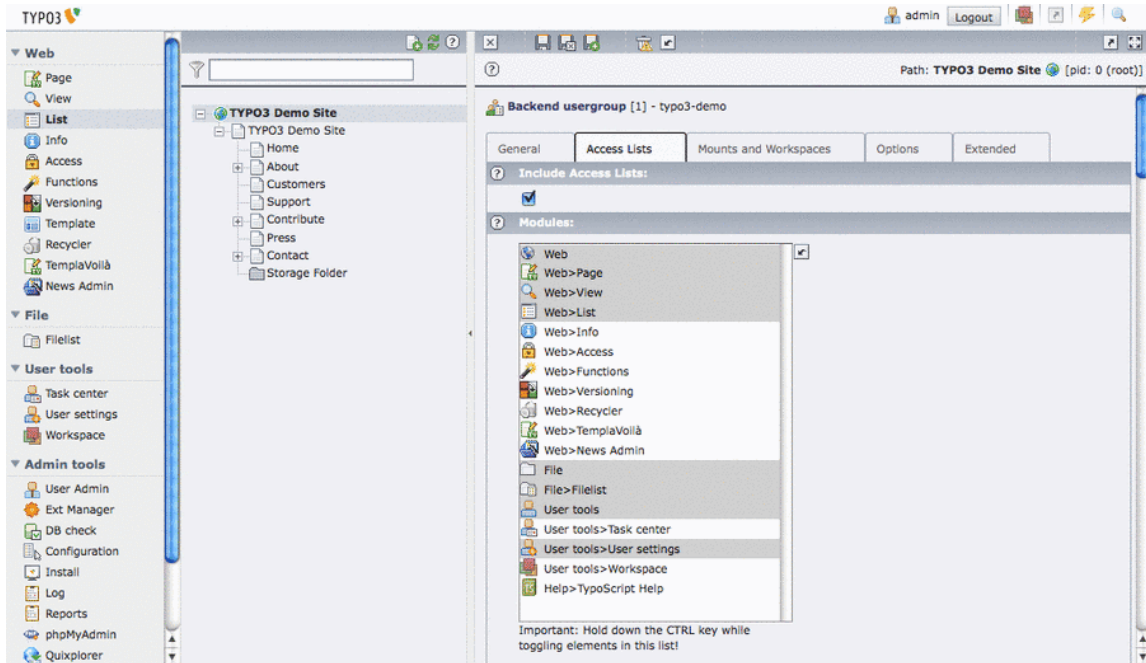 TYPO3
admin Logout
Web
Page
View
List
Info
Access
Functions
Versioning
Template
Recycler
TemplaVoilà
News Admin
File
Filelist
User tools
Task center
User settings
Workspace
Admin tools
User Admin
Ext Manager
DB check
Configuration
Install
Log
Reports
phpMyAdmin
Quixplorer
TYPO3 Demo Site
TYPO3 Demo Site
Home
About
Customers
Support
Contribute
Press
Contact
Storage Folder
Path: TYPO3 Demo Site [pid: 0 (root)]
Backend usergroup [1] - typo3-demo
General Access Lists Mounts and Workspaces Options Extended
Include Access Lists:
Modules:
Web
Web>Page
Web>View
Web>List
Web>Info
Web>Access
Web>Functions
Web>Versioning
Web>Recycler
Web>TemplaVoilà
Web>News Admin
File
File>Filelist
User tools
User tools>Task center
User tools>User settings
User tools>Workspace
Help>TypoScript Help
Important: Hold down the CTRL key while
toggling elements in this list!